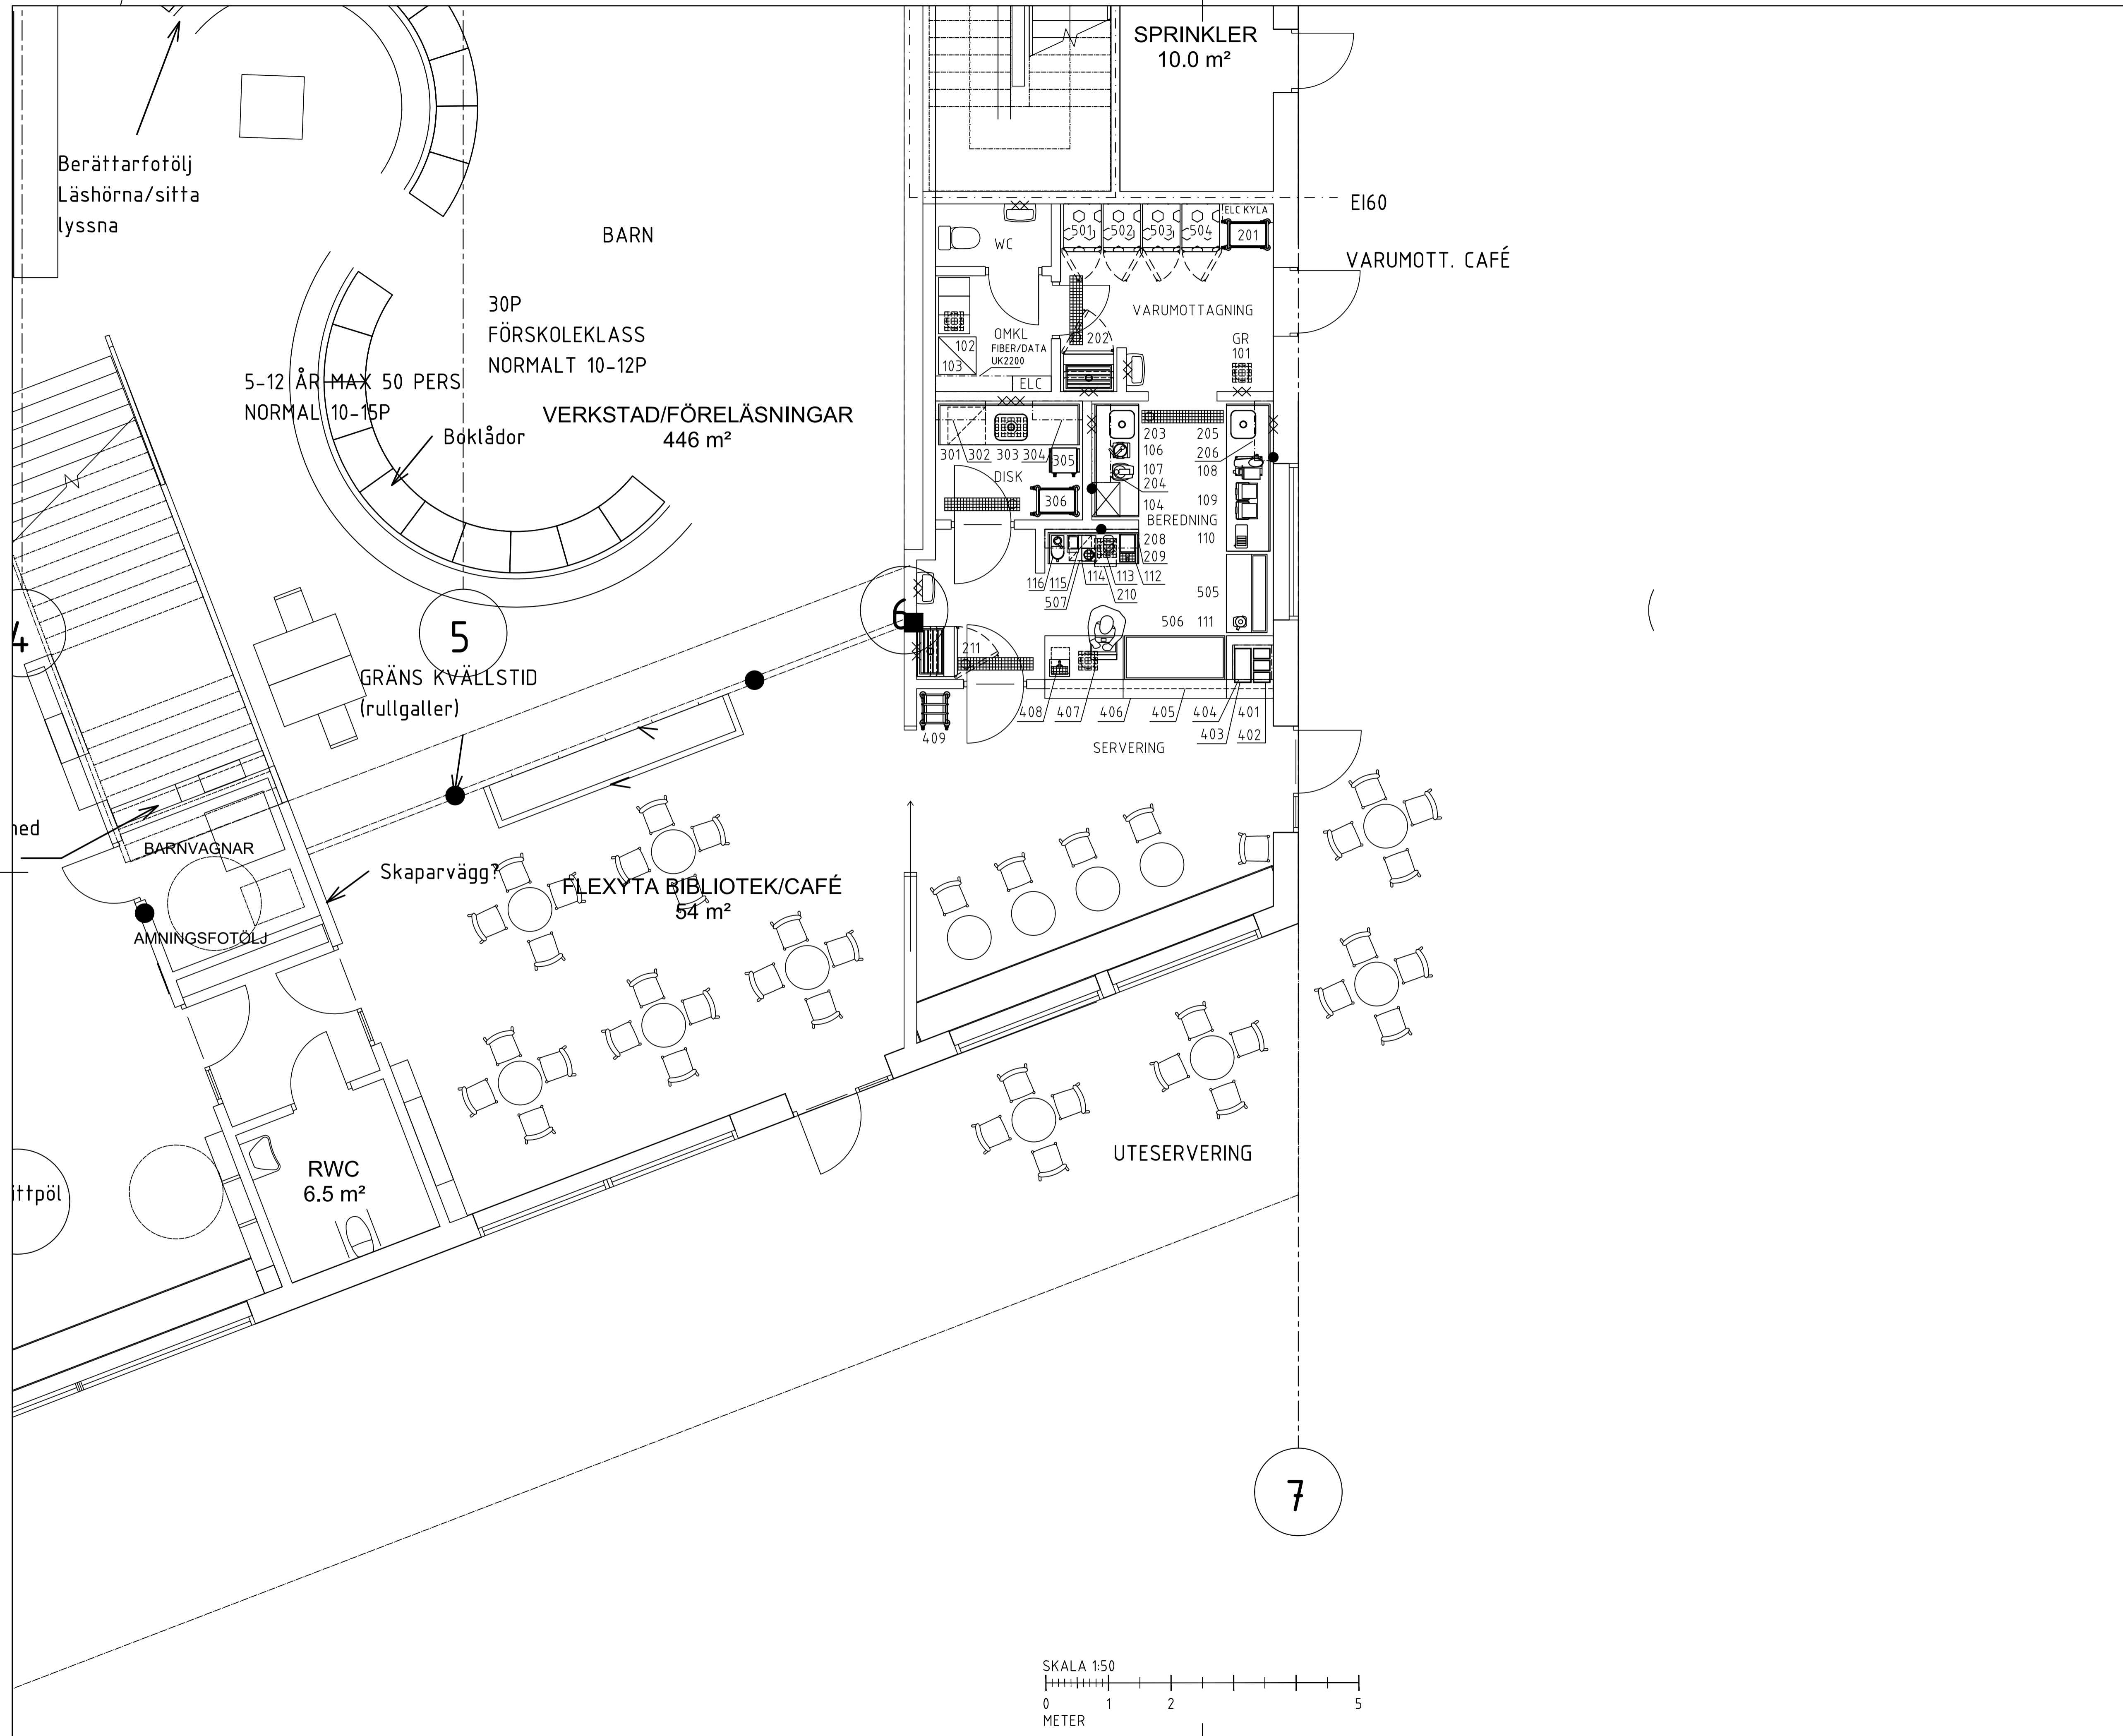 SPRINKLER
10.0 m²
Berättarfotölj
Läshörna/sitta
lyssna
BARN
EI60
VARUMOTT. CAFÉ
ELC KYLA
501
502
503
504
201
WC
VARUMOTTAGNING
30P
FÖRSKOLEKLASS
NORMALT 10-12P
5-12 ÅR MAX 50 PERS
NORMAL 10-15P
VERKSTAD/FÖRELÄSNINGAR
446 m²
Boklådor
OMKL
FIBER/DATA
UK2200
102
103
ELC
202
GR
101
301
302
303
304
305
DISK
306
203
106
107
204
104
205
206
108
109
BEREDNING
110
208
209
116
115
114
113
112
507
210
505
506
111
4
5
6
GRÄNS KVÄLLSTID
(rullgaller)
211
408
407
406
405
404
401
403
402
409
SERVERING
BARNVAGNAR
Skaparvägg?
FLEXYTA BIBLIOTEK/CAFÉ
54 m²
AMNINGSFOTÖLJ
RWC
6.5 m²
UTESERVERING
7
SKALA 1:50
0 1 2 5
METER